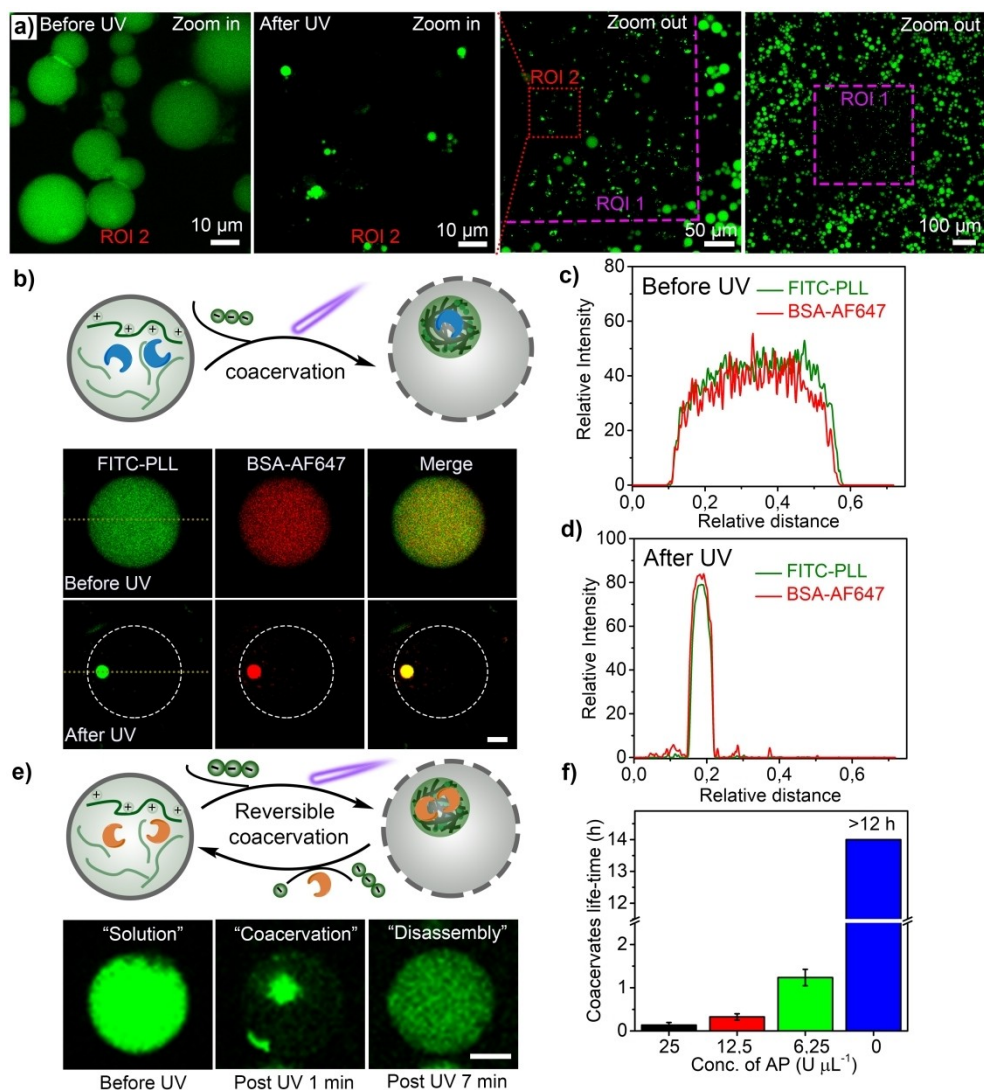 a)
Before UV
Zoom in
ROI 2
10 µm
After UV
Zoom in
ROI 2
10 µm
Zoom out
ROI 2
ROI 1
50 µm
Zoom out
ROI 1
100 µm
b)
+ + +
coacervation
FITC-PLL
BSA-AF647
Merge
Before UV
After UV
c)
Before UV
FITC-PLL
BSA-AF647
Relative Intensity
80
60
40
20
0
0,0 0,2 0,4 0,6 0,8
Relative distance
d)
After UV
FITC-PLL
BSA-AF647
Relative Intensity
100
80
60
40
20
0
0,0 0,2 0,4 0,6
Relative distance
e)
+ + +
Reversible
coacervation
"Solution"
"Coacervation"
"Disassembly"
Before UV
Post UV 1 min
Post UV 7 min
f)
>12 h
Coacervates life-time (h)
14
13
12
2
1
0
25 12.5 6.25 0
Conc. of AP (U µL⁻¹)